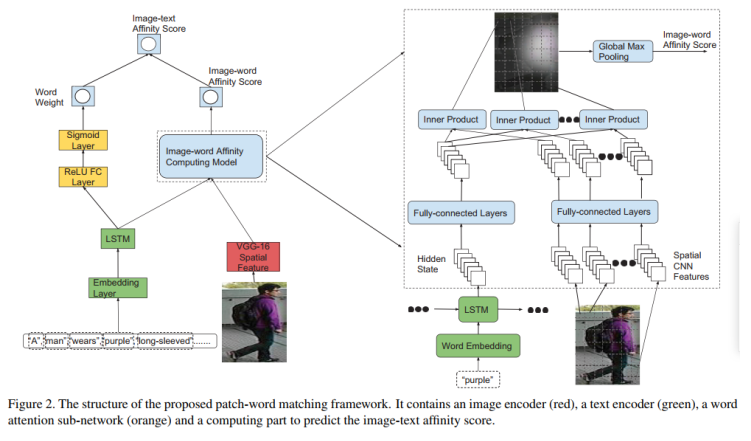 Image-text
Affinity Score
Word
Weight
Image-word
Affinity Score
Sigmoid
Layer
ReLU FC
Layer
Image-word Affinity
Computing Model
LSTM
VGG-16
Spatial
Feature
Embedding
Layer
"A", "man" "wears" "purple" "long-sleeved".......
Global Max
Pooling
Image-word
Affinity Score
Inner Product
Inner Product
Inner Product
Fully-connected Layers
Fully-connected Layers
Hidden
State
Spatial
CNN
Features
LSTM
Word Embedding
"purple"
Figure 2. The structure of the proposed patch-word matching framework. It contains an image encoder (red), a text encoder (green), a word
attention sub-network (orange) and a computing part to predict the image-text affinity score.